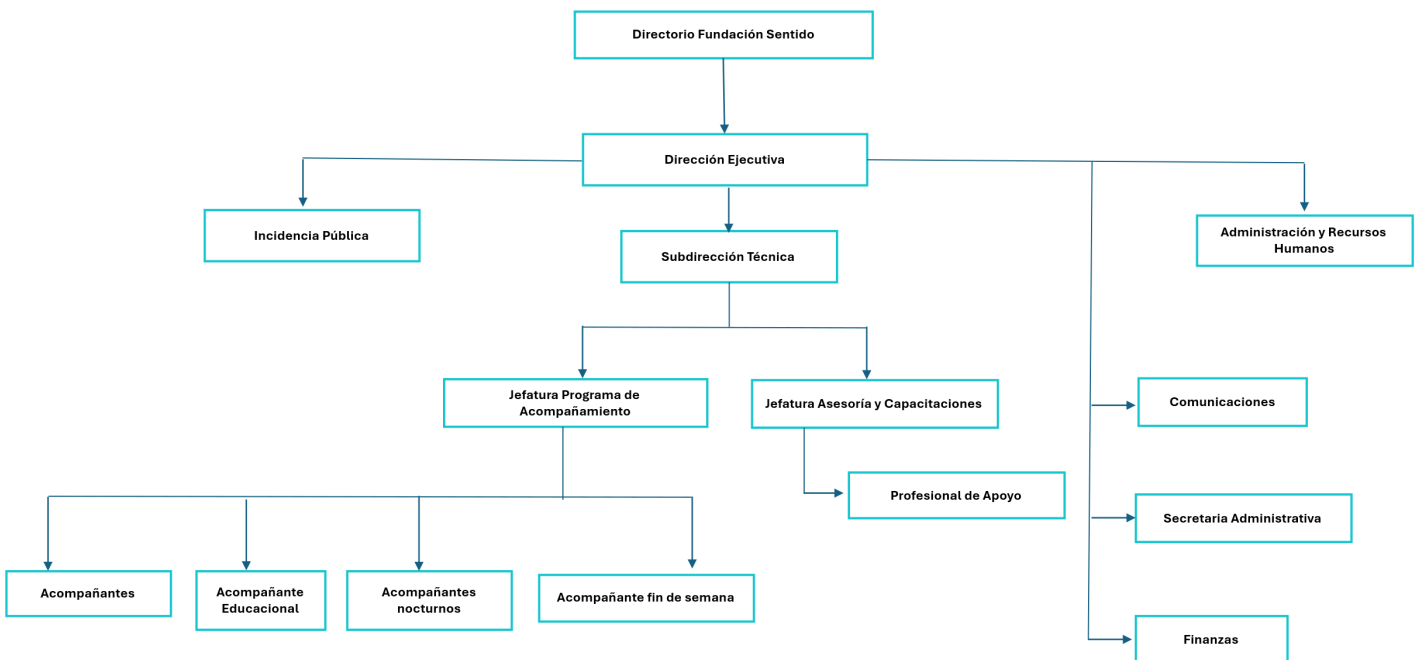 Directorio Fundación Sentido
Dirección Ejecutiva
Incidencia Pública
Subdirección Técnica
Administración y Recursos
Humanos
Jefatura Programa de
Acompañamiento
Jefatura Asesoría y Capacitaciones
Comunicaciones
Profesional de Apoyo
Secretaria Administrativa
Acompañantes
Acompañante
Educacional
Acompañantes
nocturnos
Acompañante fin de semana
Finanzas